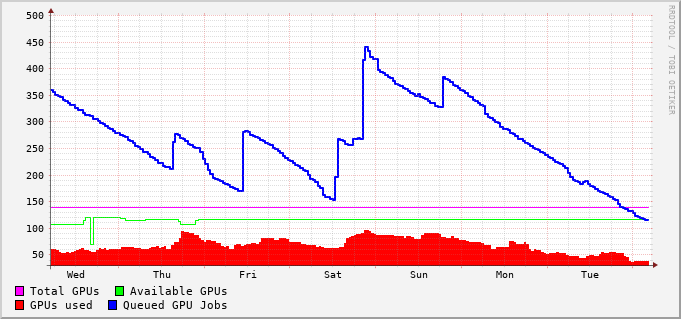 500
450
400
350
300
250
200
150
100
50
Wed Thu Fri Sat Sun Mon Tue
Total GPUs Available GPUs
GPUs used Queued GPU Jobs
RRDTOOL / TOBI OETIKER